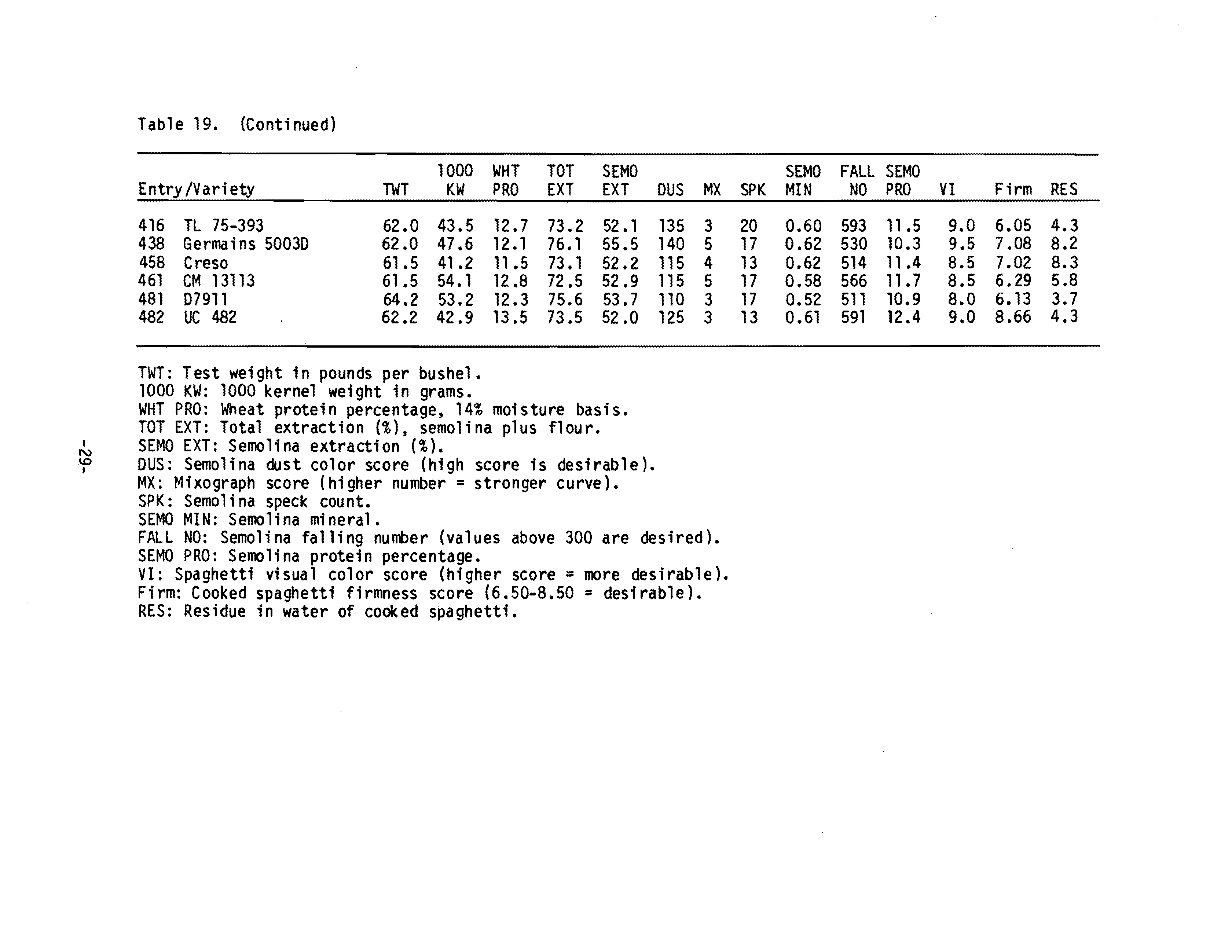 Table 19. (Continued)
1000 WHT TOT SEMO SEMO FALL SEMO
Entry/Variety TWT KW PRO EXT EXT DUS MX SPK MIN NO PRO VI Firm RES
416 TL 75-393 62.0 43.5 12.7 73.2 52.1 135 3 20 0.60 593 11.5 9.0 6.05 4.3
438 Germains 5003D 62.0 47.6 12.1 76.1 55.5 140 5 17 0.62 530 10.3 9.5 7.08 8.2
458 Creso 61.5 41.2 11.5 73.1 52.2 115 4 13 0.62 514 11.4 8.5 7.02 8.3
461 CM 13113 61.5 54.1 12.8 72.5 52.9 115 5 17 0.58 566 11.7 8.5 6.29 5.8
481 D7911 64.2 53.2 12.3 75.6 53.7 110 3 17 0.52 511 10.9 8.0 6.13 3.7
482 UC 482 62.2 42.9 13.5 73.5 52.0 125 3 13 0.61 591 12.4 9.0 8.66 4.3
TWT: Test weight in pounds per bushel.
1000 KW: 1000 kernel weight in grams.
WHT PRO: Wheat protein percentage, 14% moisture basis.
TOT EXT: Total extraction (%), semolina plus flour.
SEMO EXT: Semolina extraction (%).
DUS: Semolina dust color score (high score is desirable).
MX: Mixograph score (higher number = stronger curve).
SPK: Semolina speck count.
SEMO MIN: Semolina mineral.
FALL NO: Semolina falling number (values above 300 are desired).
SEMO PRO: Semolina protein percentage.
VI: Spaghetti visual color score (higher score = more desirable).
Firm: Cooked spaghetti firmness score (6.50-8.50 = desirable).
RES: Residue in water of cooked spaghetti.
-29-